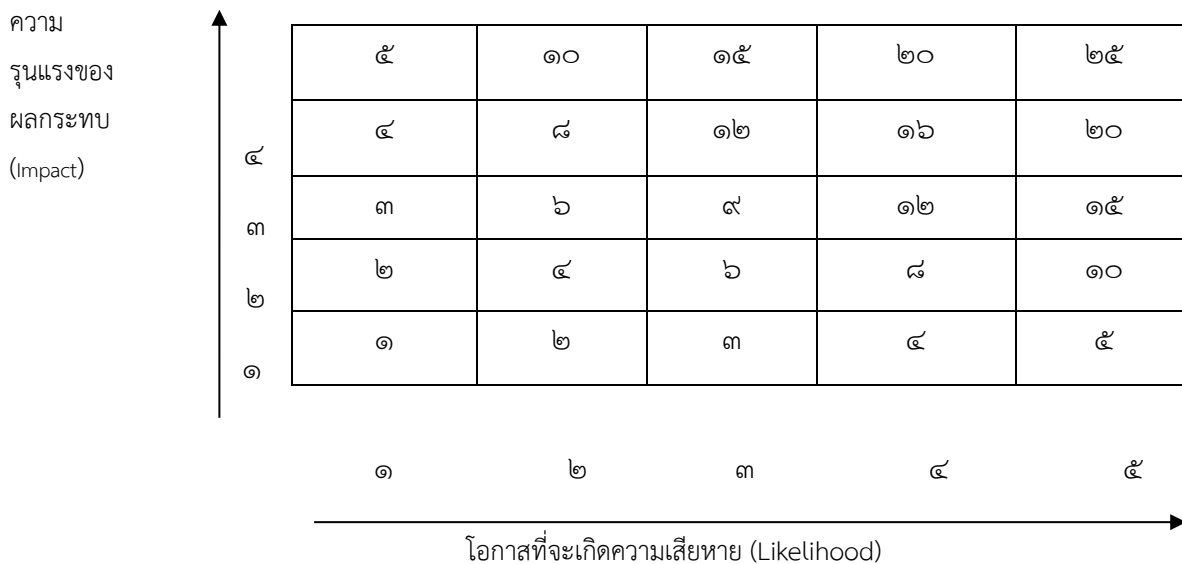 ความ
รุนแรงของ
ผลกระทบ
(Impact)
๕ ๑๐ ๑๕ ๒๐ ๒๕
๔ ๘ ๑๒ ๑๖ ๒๐
๔
๓ ๖ ๙ ๑๒ ๑๕
๓
๒ ๔ ๖ ๘ ๑๐
๒
๑ ๒ ๓ ๔ ๕
๑
๑ ๒ ๓ ๔ ๕
โอกาสที่จะเกิดความเสียหาย (Likelihood)